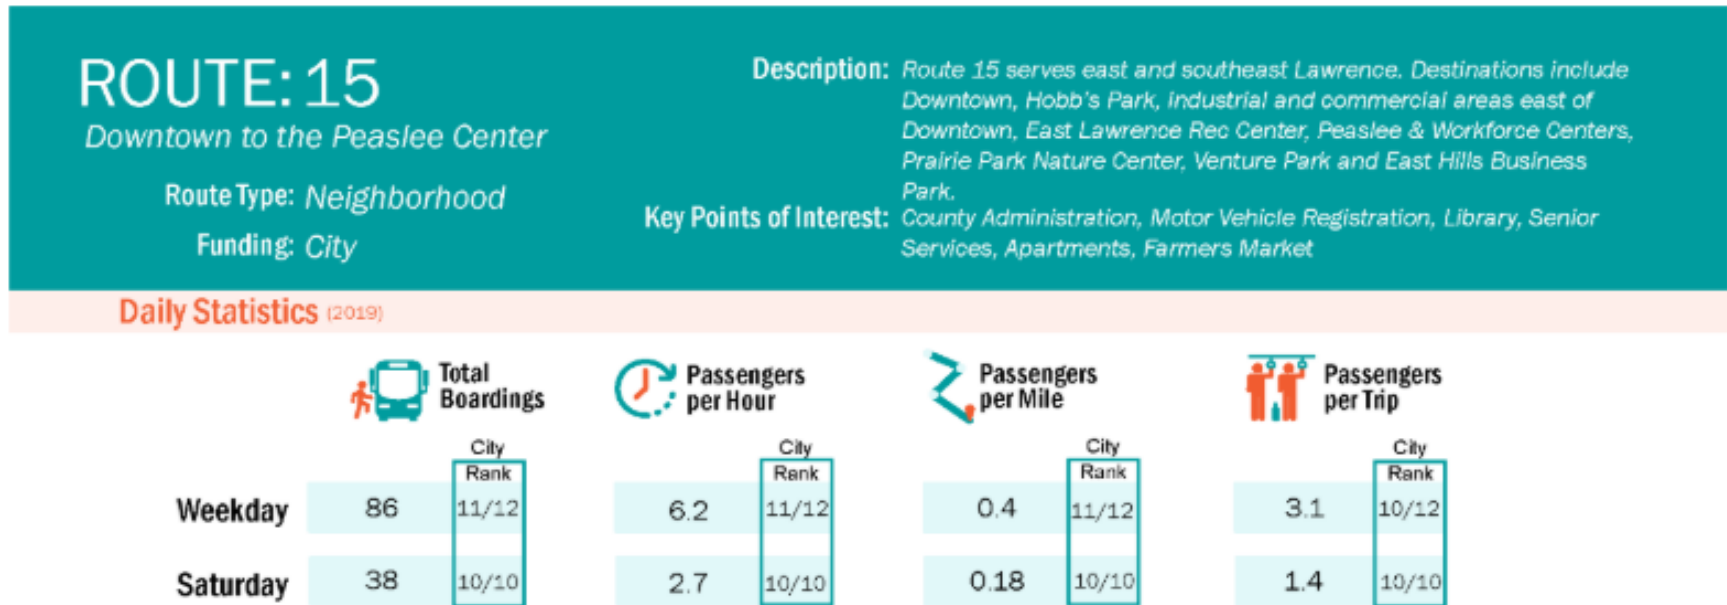 ROUTE: 15
Downtown to the Peaslee Center
Route Type: Neighborhood
Funding: City
Description: Route 15 serves east and southeast Lawrence. Destinations include
Downtown, Hobb's Park, industrial and commercial areas east of
Downtown, East Lawrence Rec Center, Peaslee & Workforce Centers,
Prairie Park Nature Center, Venture Park and East Hills Business
Park.
Key Points of Interest: County Administration, Motor Vehicle Registration, Library, Senior
Services, Apartments, Farmers Market
Daily Statistics (2019)
Total Boardings
Passengers per Hour
Passengers per Mile
Passengers per Trip
City Rank City Rank City Rank City Rank
Weekday 86 11/12 6.2 11/12 0.4 11/12 3.1 10/12
Saturday 38 10/10 2.7 10/10 0.18 10/10 1.4 10/10